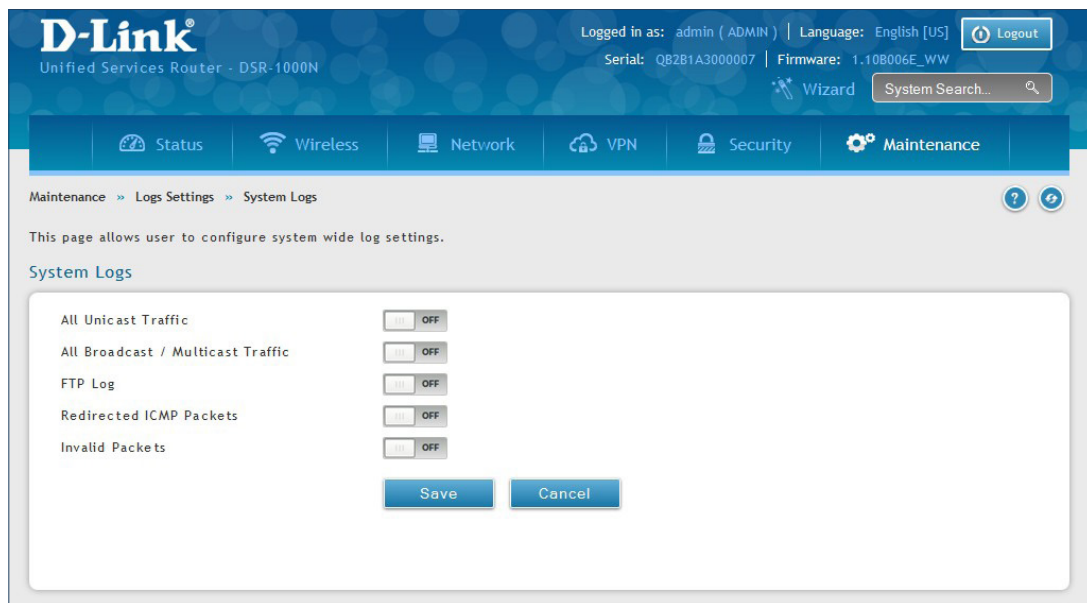 D-Link
Unified Services Router - DSR-1000N
Logged in as: admin ( ADMIN ) | Language: English [US]
Logout
Serial: QB2B1A3000007 | Firmware: 1.10B006E_WW
Wizard
System Search...
Status
Wireless
Network
VPN
Security
Maintenance
Maintenance » Logs Settings » System Logs
?
This page allows user to configure system wide log settings.
System Logs
All Unicast Traffic OFF
All Broadcast / Multicast Traffic OFF
FTP Log OFF
Redirected ICMP Packets OFF
Invalid Packets OFF
Save
Cancel